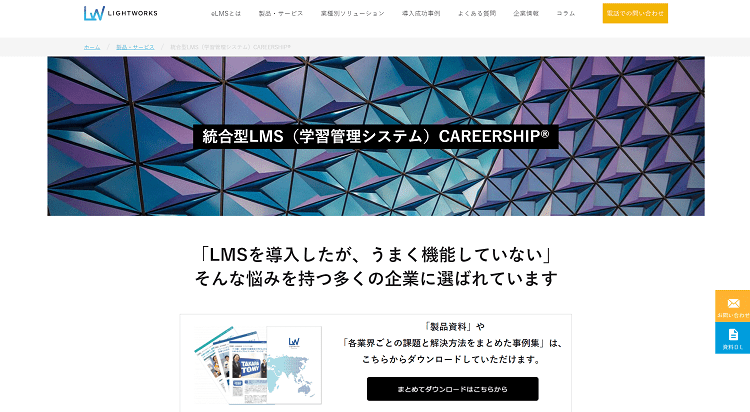 LW LIGHTWORKS
eLMSとは 製品・サービス 業種別ソリューション 導入成功事例 よくある質問 企業情報 コラム
電話での問い合わせ
ホーム / 製品・サービス / 統合型LMS(学習管理システム)CAREERSHIP®
統合型LMS(学習管理システム)CAREERSHIP®
「LMSを導入したが、うまく機能していない」
そんな悩みを持つ多くの企業に選ばれています
「製品資料」や
「各業界ごとの課題と解決方法をまとめた事例集」は、
こちらからダウンロードしていただけます。
まとめてダウンロードはこちらから
LW
TAKARA
TOMY
お問い合わせ
資料DL